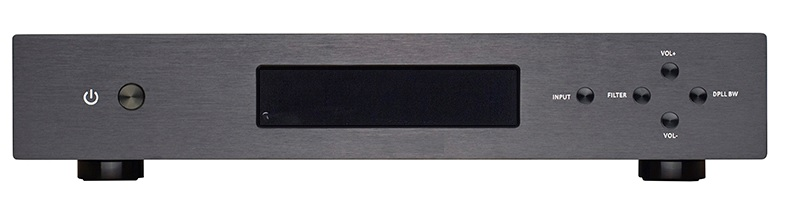 VOL+
INPUT
FILTER
DPLL BW
VOL-